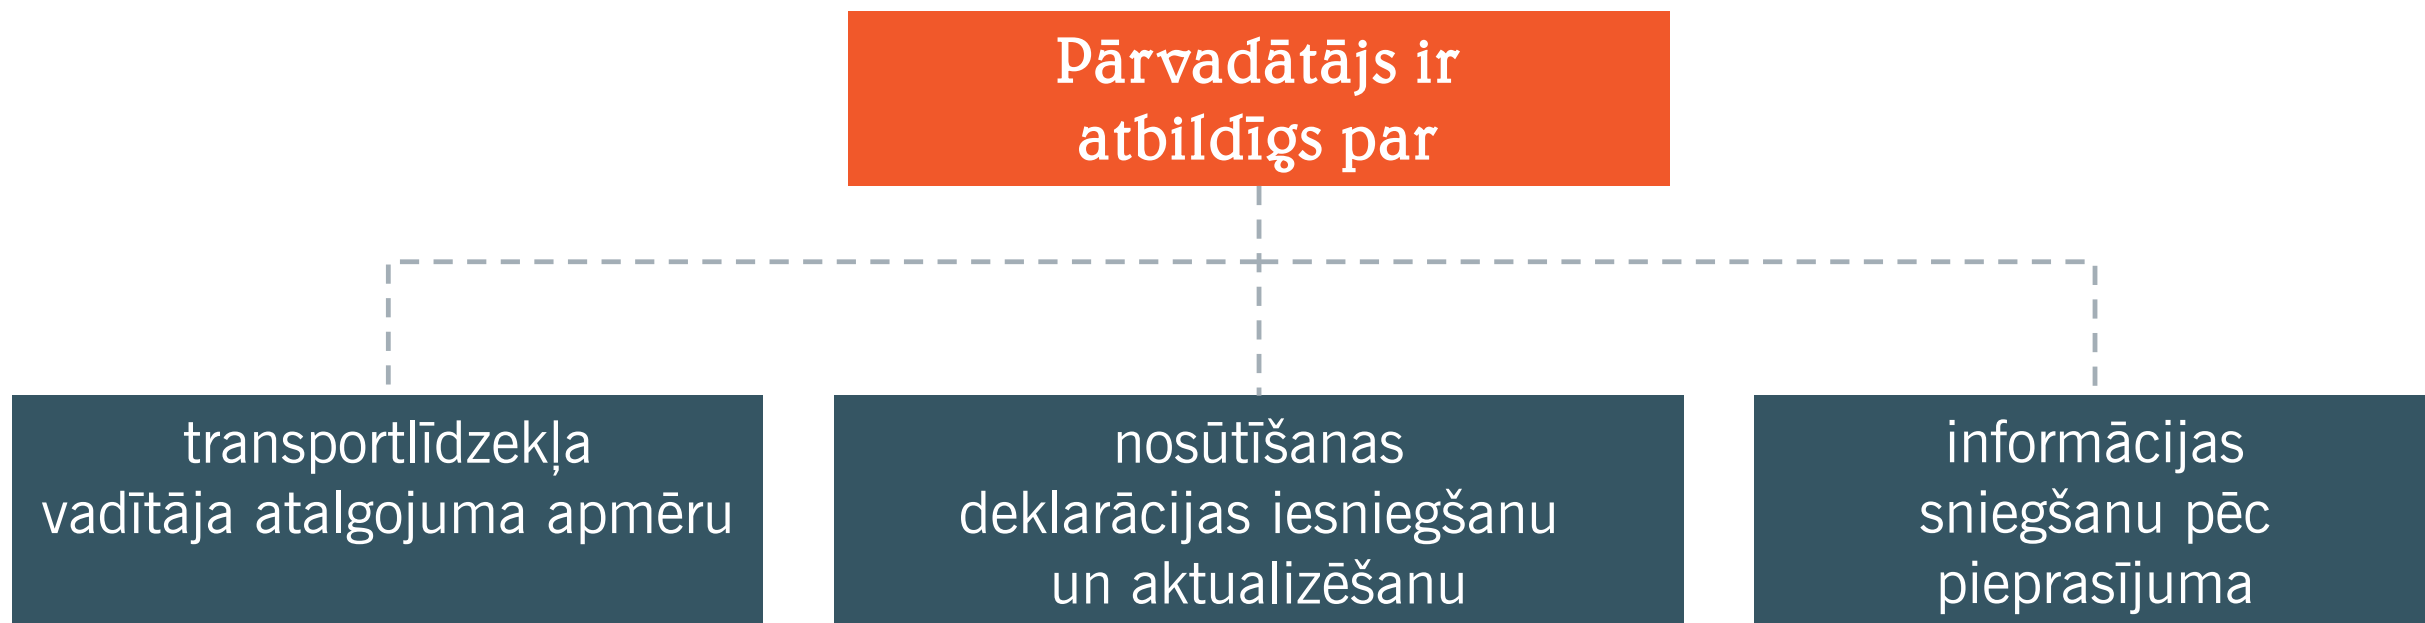 Pārvadātājs ir
atbildīgs par
transportlīdzekļa
vadītāja atalgojuma apmēru
nosūtīšanas
deklarācijas iesniegšanu
un aktualizēšanu
informācijas
sniegšanu pēc
pieprasījuma